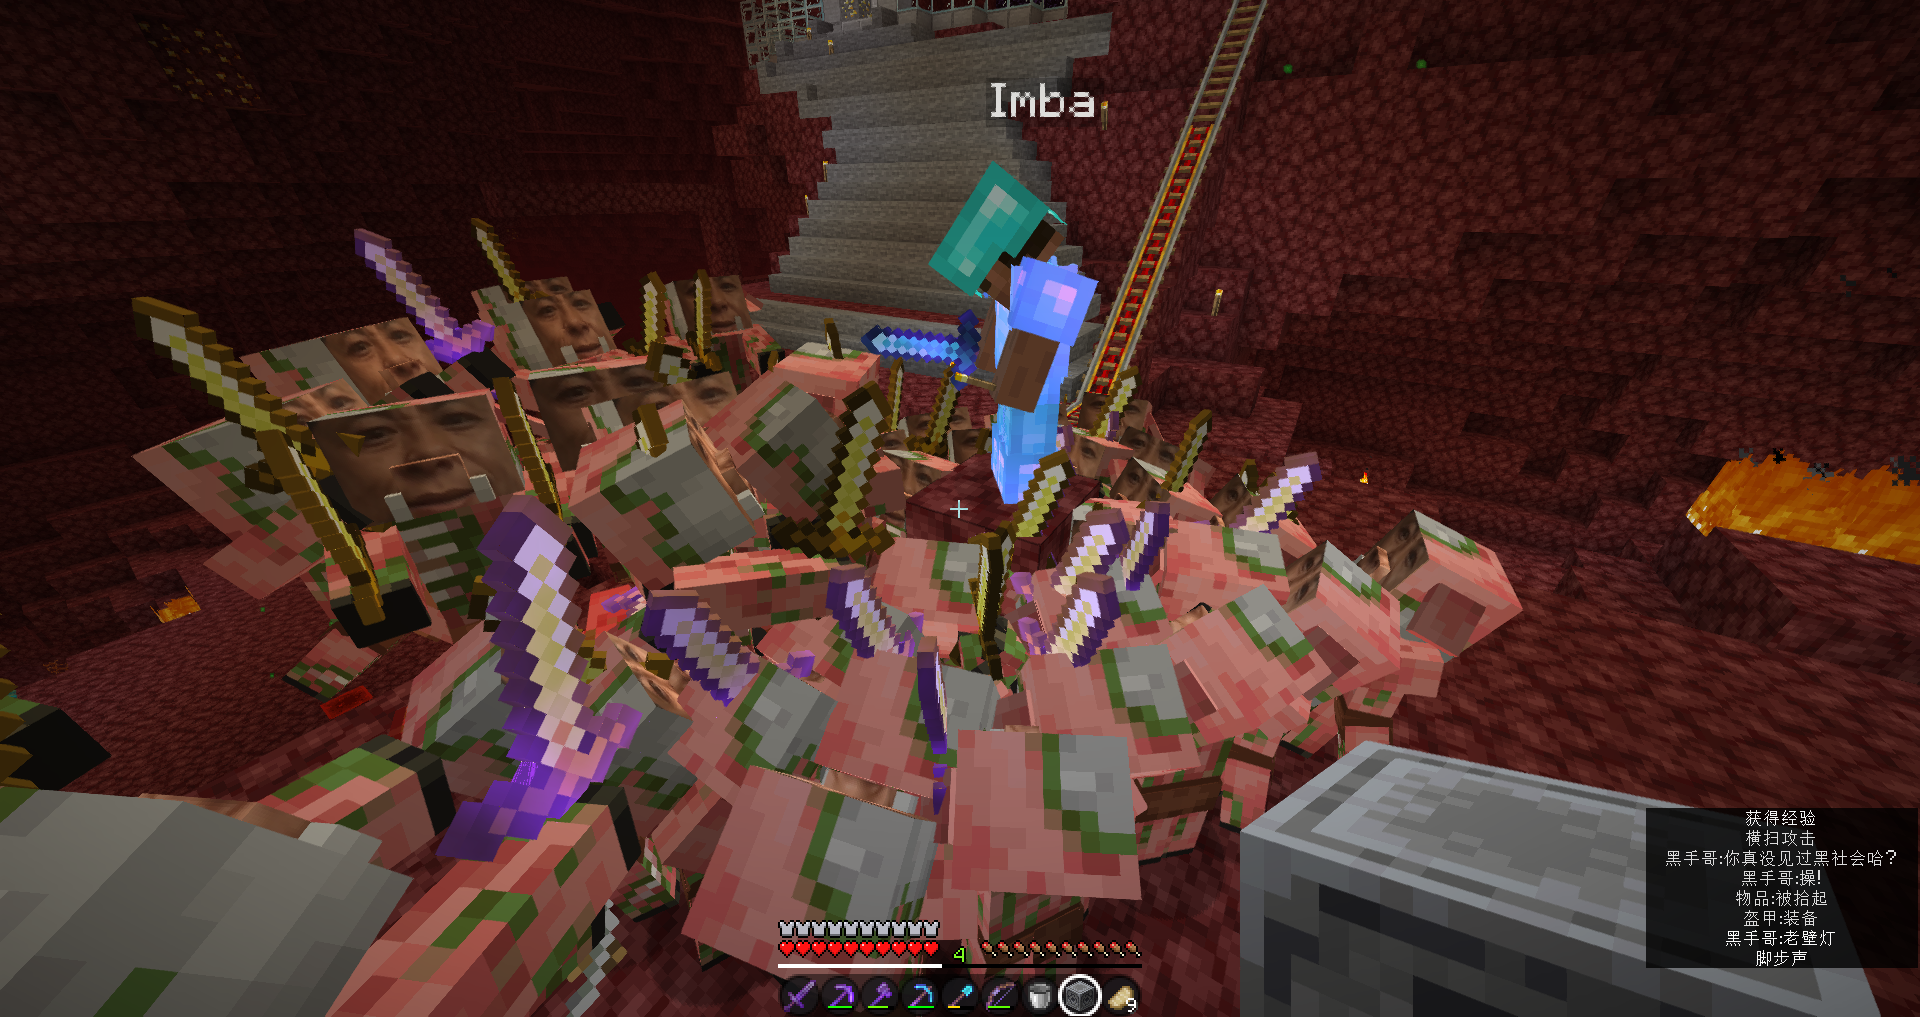 Imba
获得经验
横扫攻击
黑手哥:你真没见过黑社会哈?
黑手哥:操!
物品:被拾起
盔甲:装备
黑手哥:老壁灯
脚步声
4
9